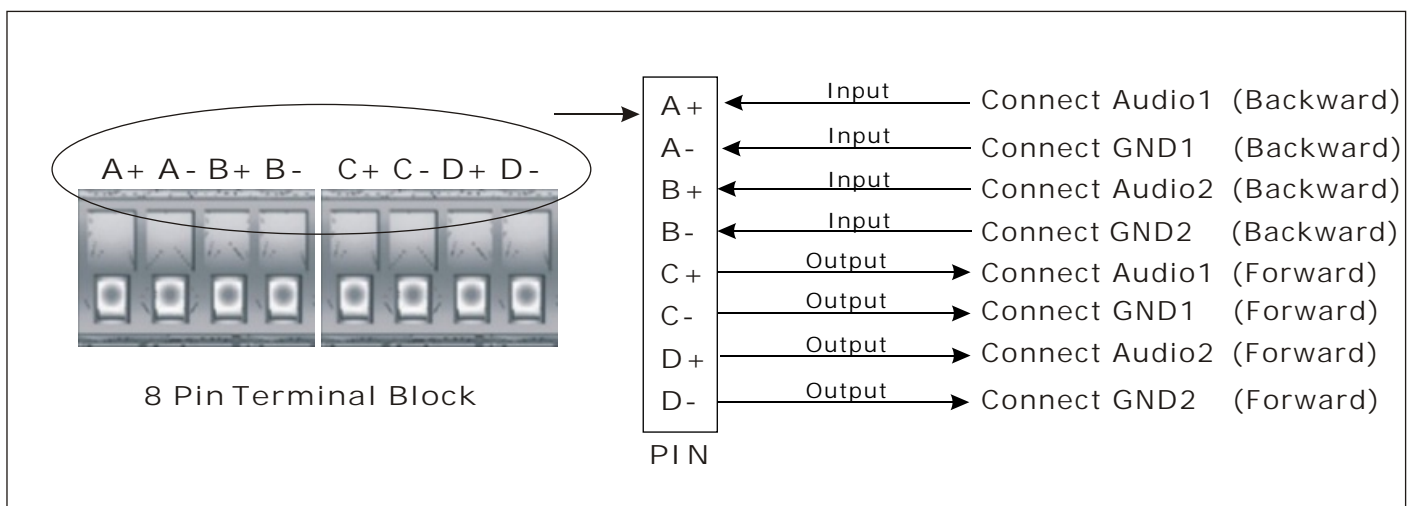 A+ A- B+ B- C+ C- D+ D-
8 Pin Terminal Block
A+ Input Connect Audio1 (Backward)
A- Input Connect GND1 (Backward)
B+ Input Connect Audio2 (Backward)
B- Input Connect GND2 (Backward)
C+ Output Connect Audio1 (Forward)
C- Output Connect GND1 (Forward)
D+ Output Connect Audio2 (Forward)
D- Output Connect GND2 (Forward)
PIN